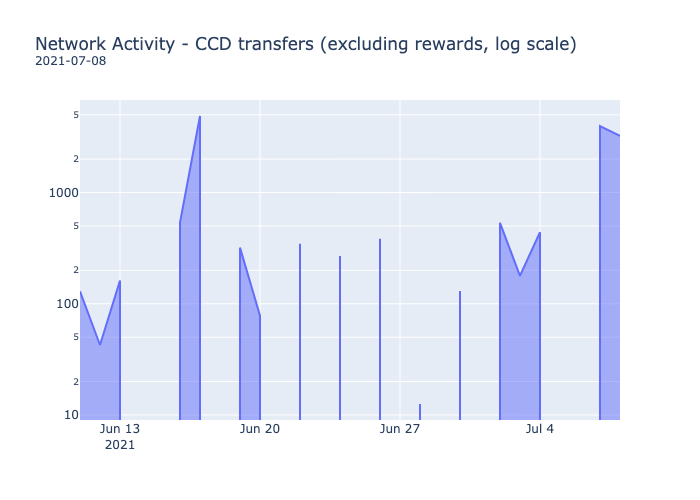 Network Activity - CCD transfers (excluding rewards, log scale)
2021-07-08
5
2
1000
5
2
100
5
2
10
Jun 13
2021
Jun 20
Jun 27
Jul 4